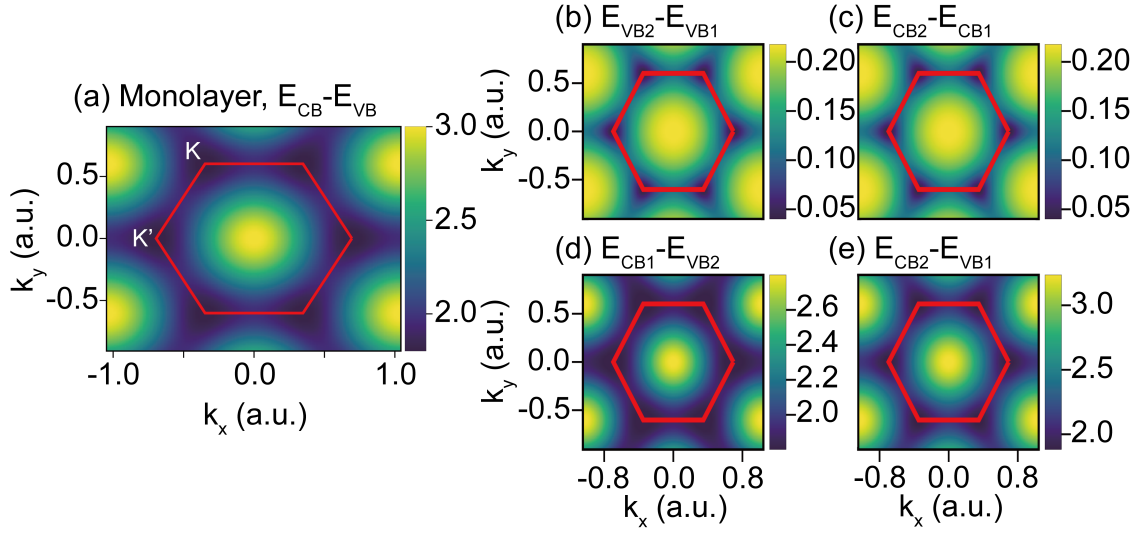 (a) Monolayer, E_CB-E_VB
K
K'
0.5
0.0
-0.5
k_y (a.u.)
-1.0 0.0 1.0
k_x (a.u.)
3.0
2.5
2.0
(b) E_VB2-E_VB1
0.5
0.0
-0.5
k_y (a.u.)
0.20
0.15
0.10
0.05
(c) E_CB2-E_CB1
0.20
0.15
0.10
0.05
(d) E_CB1-E_VB2
0.5
0.0
-0.5
k_y (a.u.)
-0.8 0.0 0.8
k_x (a.u.)
2.6
2.4
2.2
2.0
(e) E_CB2-E_VB1
-0.8 0.0 0.8
k_x (a.u.)
3.0
2.5
2.0